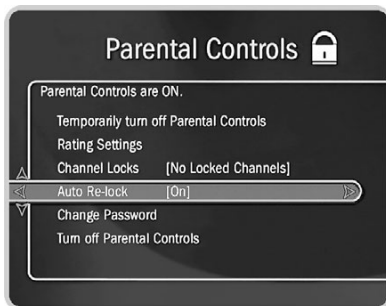 Parental Controls
Parental Controls are ON.
Temporarily turn off Parental Controls
Rating Settings
Channel Locks [No Locked Channels]
Auto Re-lock [On]
Change Password
Turn off Parental Controls